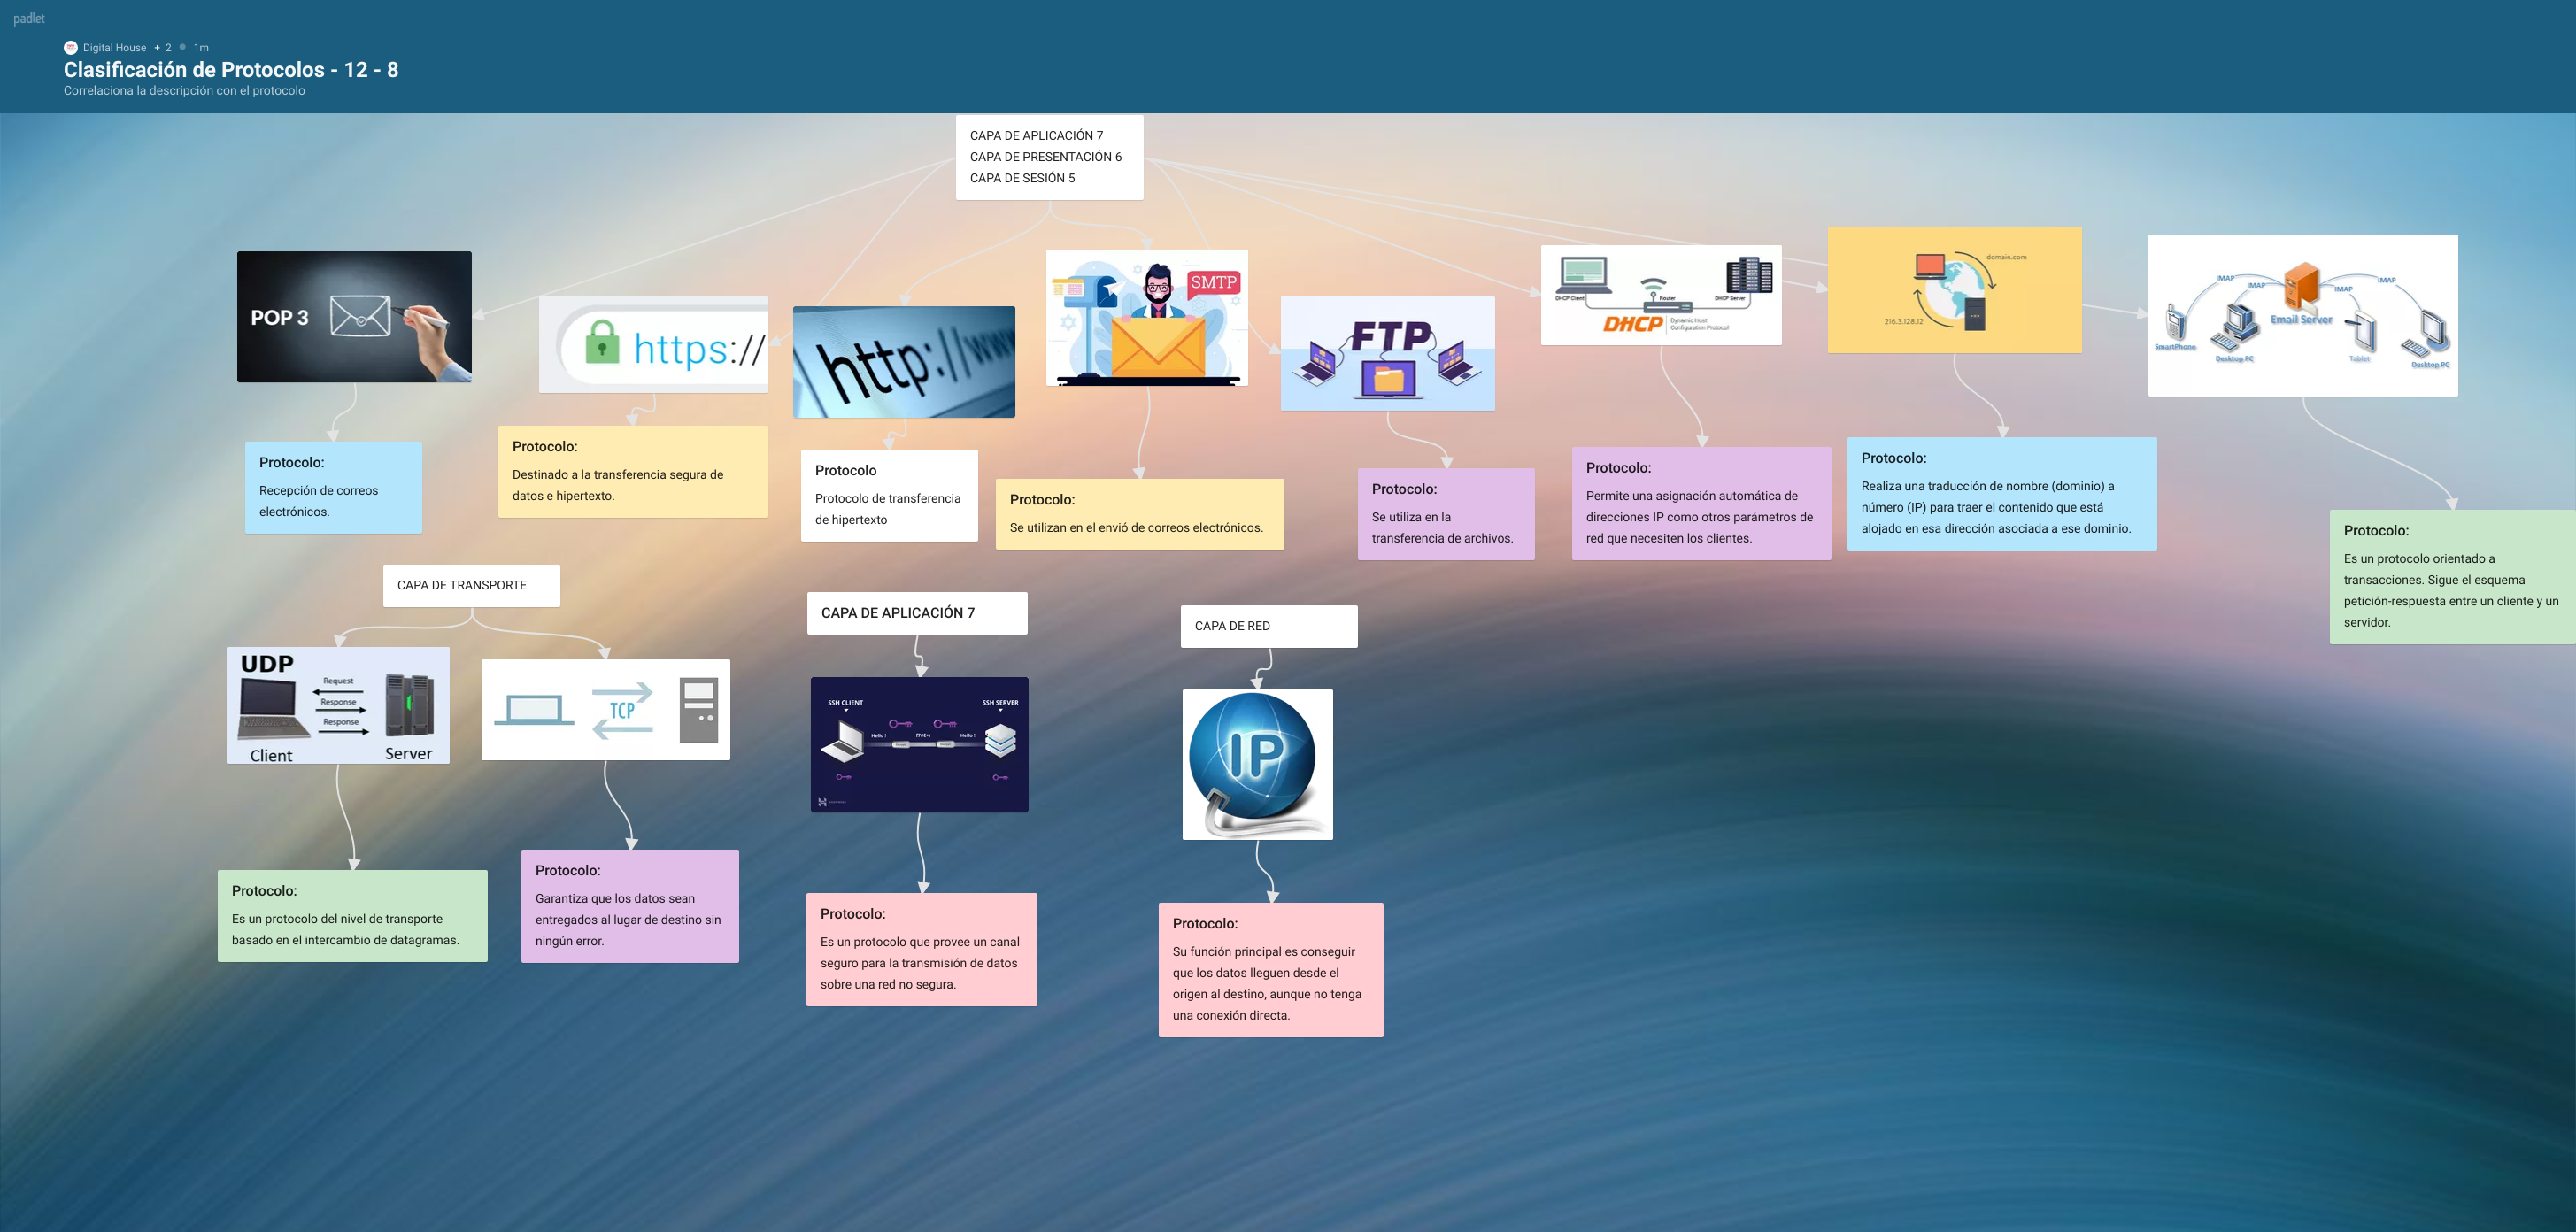 padlet
Digital House + 2 1m
Clasificación de Protocolos - 12 - 8
Correlaciona la descripción con el protocolo
CAPA DE APLICACIÓN 7
CAPA DE PRESENTACIÓN 6
CAPA DE SESIÓN 5
POP 3
https://
http://www
SMTP
FTP
DHCP Client
Router
DHCP Server
DHCP
Dynamic Host
Configuration Protocol
domain.com
216.3.128.12
IMAP
IMAP
IMAP
IMAP
Email Server
SmartPhone
Desktop PC
Tablet
Desktop PC
Protocolo:
Recepción de correos
electrónicos.
Protocolo:
Destinado a la transferencia segura de
datos e hipertexto.
Protocolo
Protocolo de transferencia
de hipertexto
Protocolo:
Se utilizan en el envió de correos electrónicos.
Protocolo:
Se utiliza en la
transferencia de archivos.
Protocolo:
Permite una asignación automática de
direcciones IP como otros parámetros de
red que necesiten los clientes.
Protocolo:
Realiza una traducción de nombre (dominio) a
número (IP) para traer el contenido que está
alojado en esa dirección asociada a ese dominio.
Protocolo:
Es un protocolo orientado a
transacciones. Sigue el esquema
petición-respuesta entre un cliente y un
servidor.
CAPA DE TRANSPORTE
UDP
Request
Response
Response
Client
Server
TCP
Protocolo:
Es un protocolo del nivel de transporte
basado en el intercambio de datagramas.
Protocolo:
Garantiza que los datos sean
entregados al lugar de destino sin
ningún error.
CAPA DE APLICACIÓN 7
SSH CLIENT
SSH SERVER
Hello !
Hello !
Protocolo:
Es un protocolo que provee un canal
seguro para la transmisión de datos
sobre una red no segura.
CAPA DE RED
IP
Protocolo:
Su función principal es conseguir
que los datos lleguen desde el
origen al destino, aunque no tenga
una conexión directa.